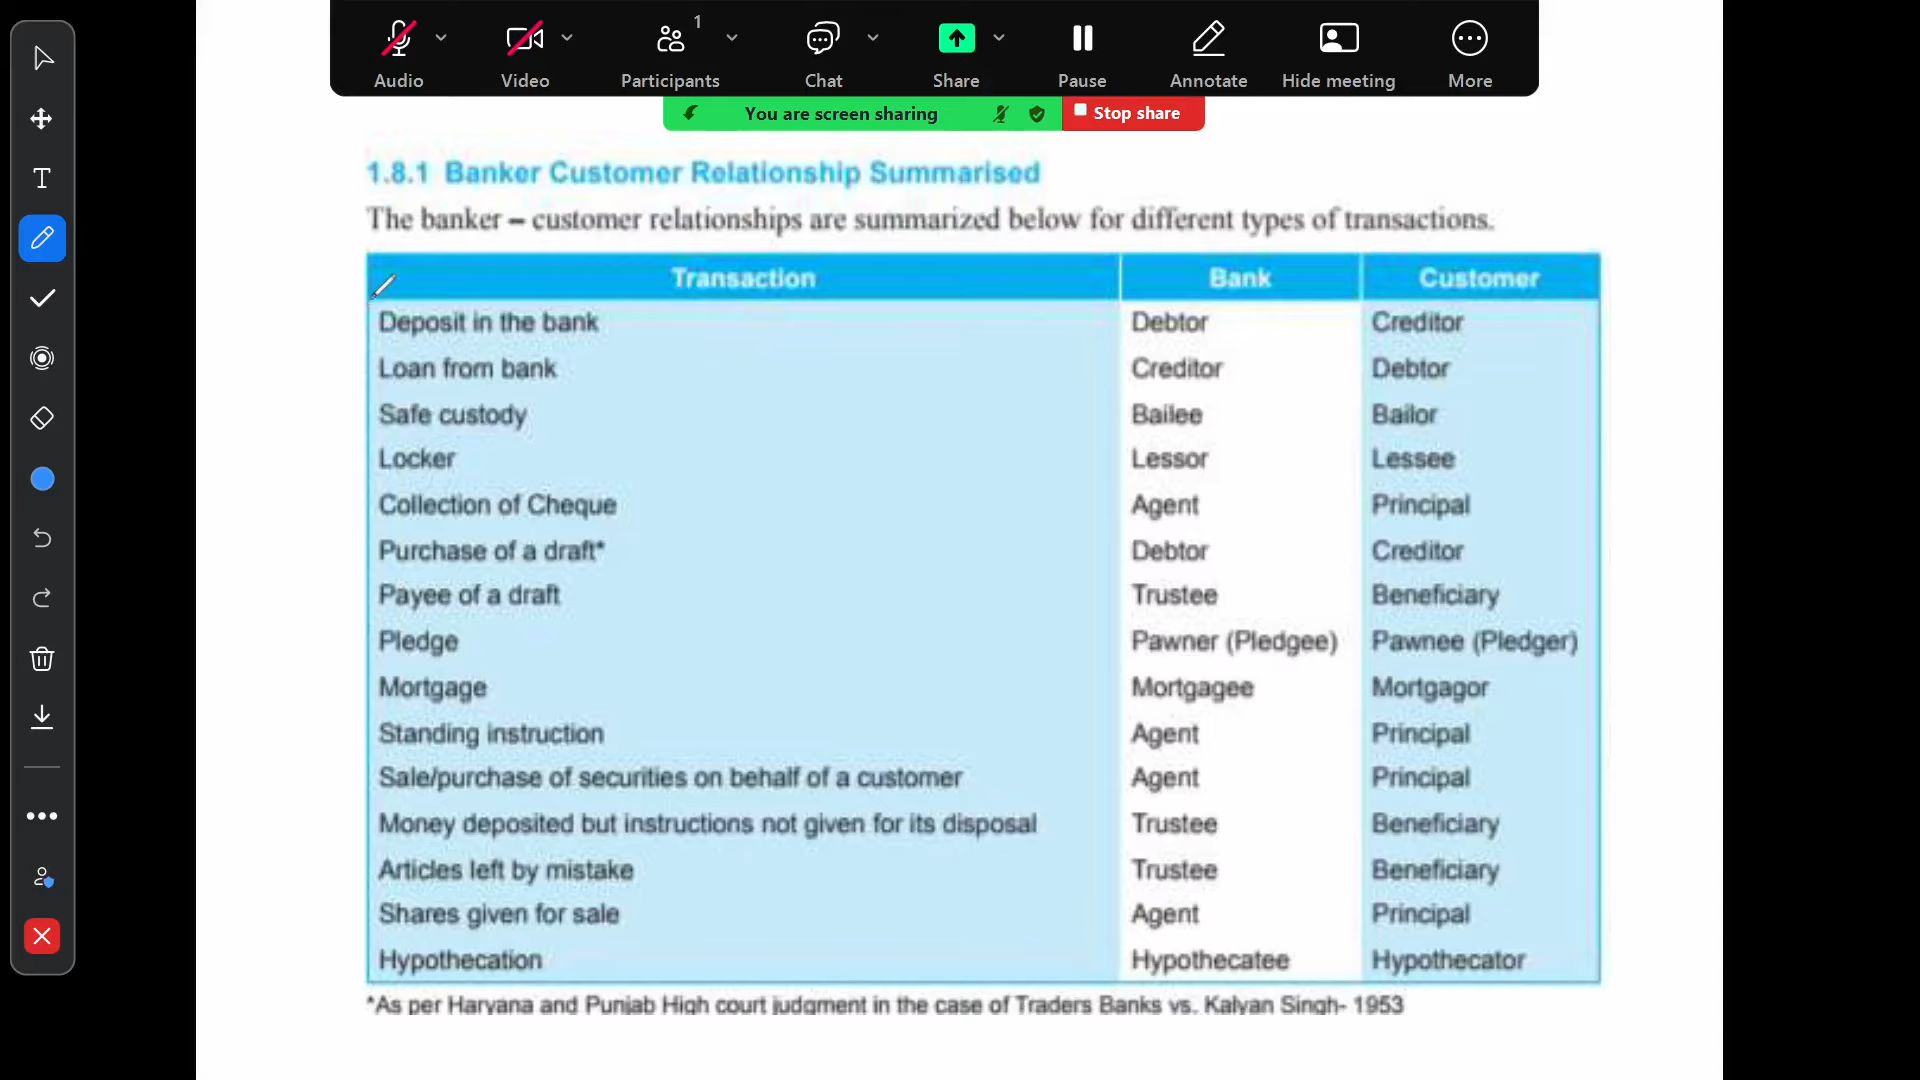 1
Audio Video Participants Chat Share Pause Annotate Hide meeting More
You are screen sharing Stop share
T
1.8.1 Banker Customer Relationship Summarised
The banker – customer relationships are summarized below for different types of transactions.
Transaction Bank Customer
Deposit in the bank Debtor Creditor
Loan from bank Creditor Debtor
Safe custody Bailee Bailor
Locker Lessor Lessee
Collection of Cheque Agent Principal
Purchase of a draft* Debtor Creditor
Payee of a draft Trustee Beneficiary
Pledge Pawner (Pledgee) Pawnee (Pledger)
Mortgage Mortgagee Mortgagor
Standing instruction Agent Principal
Sale/purchase of securities on behalf of a customer Agent Principal
Money deposited but instructions not given for its disposal Trustee Beneficiary
Articles left by mistake Trustee Beneficiary
Shares given for sale Agent Principal
Hypothecation Hypothecatee Hypothecator
*As per Haryana and Punjab High court judgment in the case of Traders Banks vs. Kalyan Singh- 1953